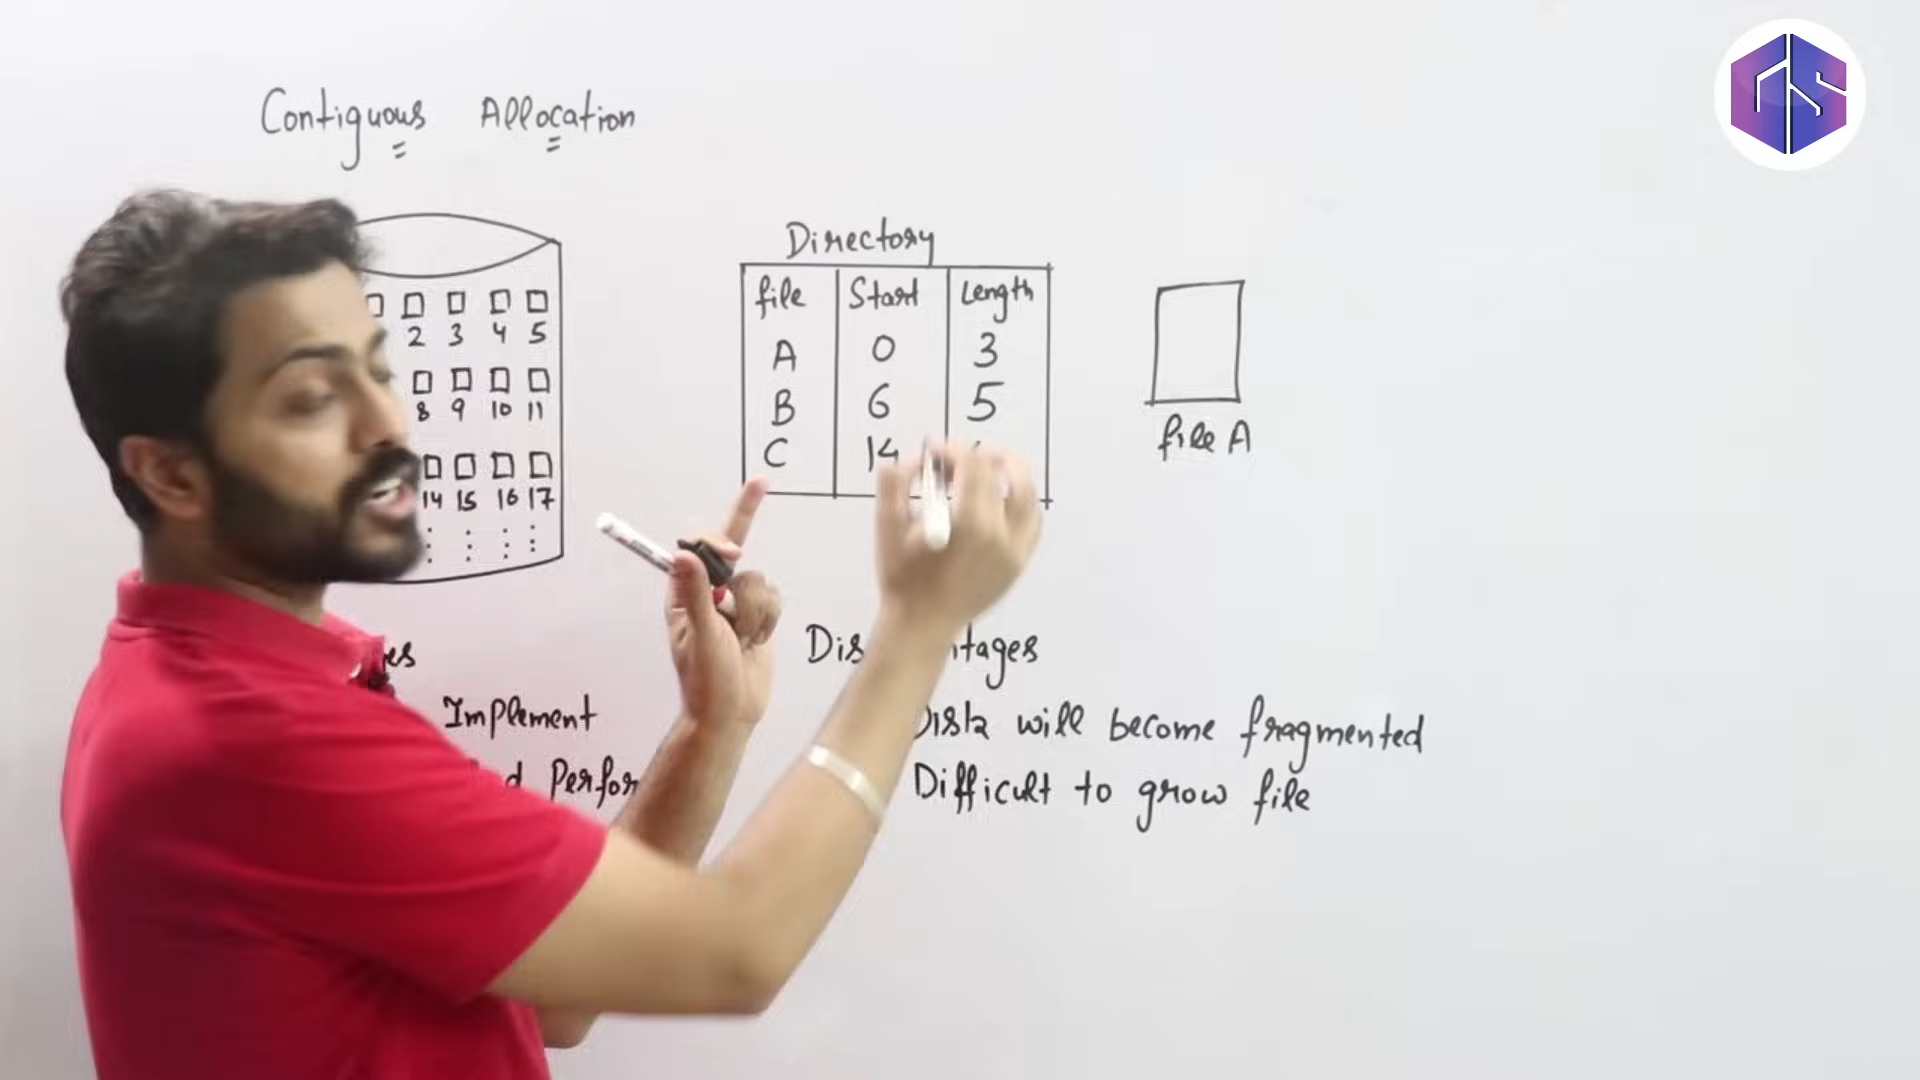 Contiguous Allocation
Directory
file Start Length
A 0 3
B 6 5
C 14
2 3 4 5
8 9 10 11
14 15 16 17
file A
Implement
Disk will become fragmented
Difficult to grow file
GS